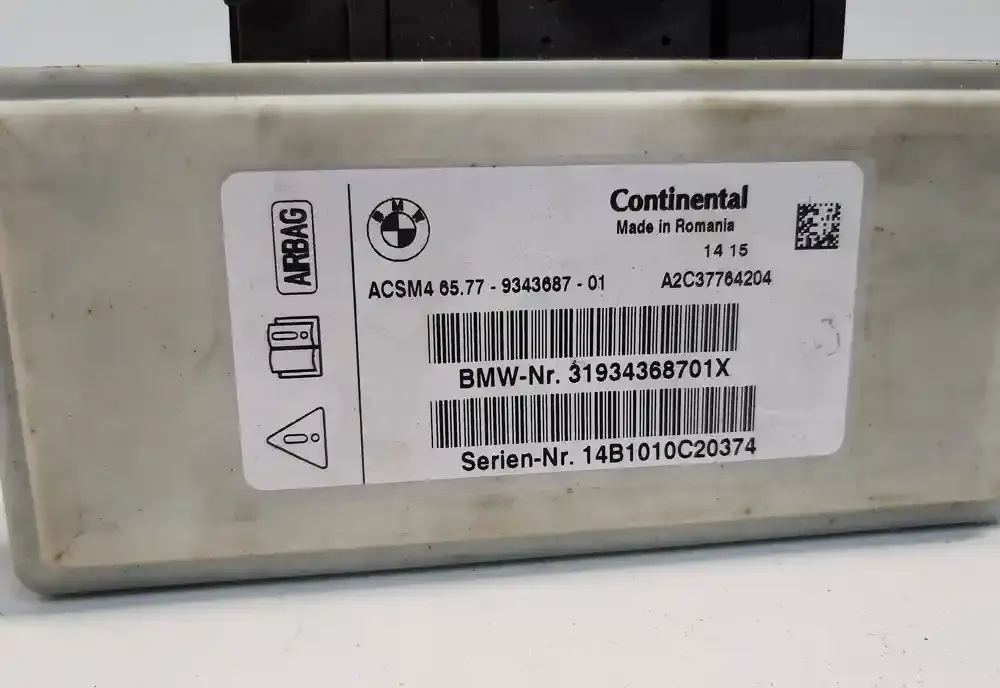 AIRBAG
BMW
Continental
Made in Romania
14 15
ACSM4 65.77 - 9343687 - 01
A2C37764204
BMW-Nr. 31934368701X
Serien-Nr. 14B1010C20374